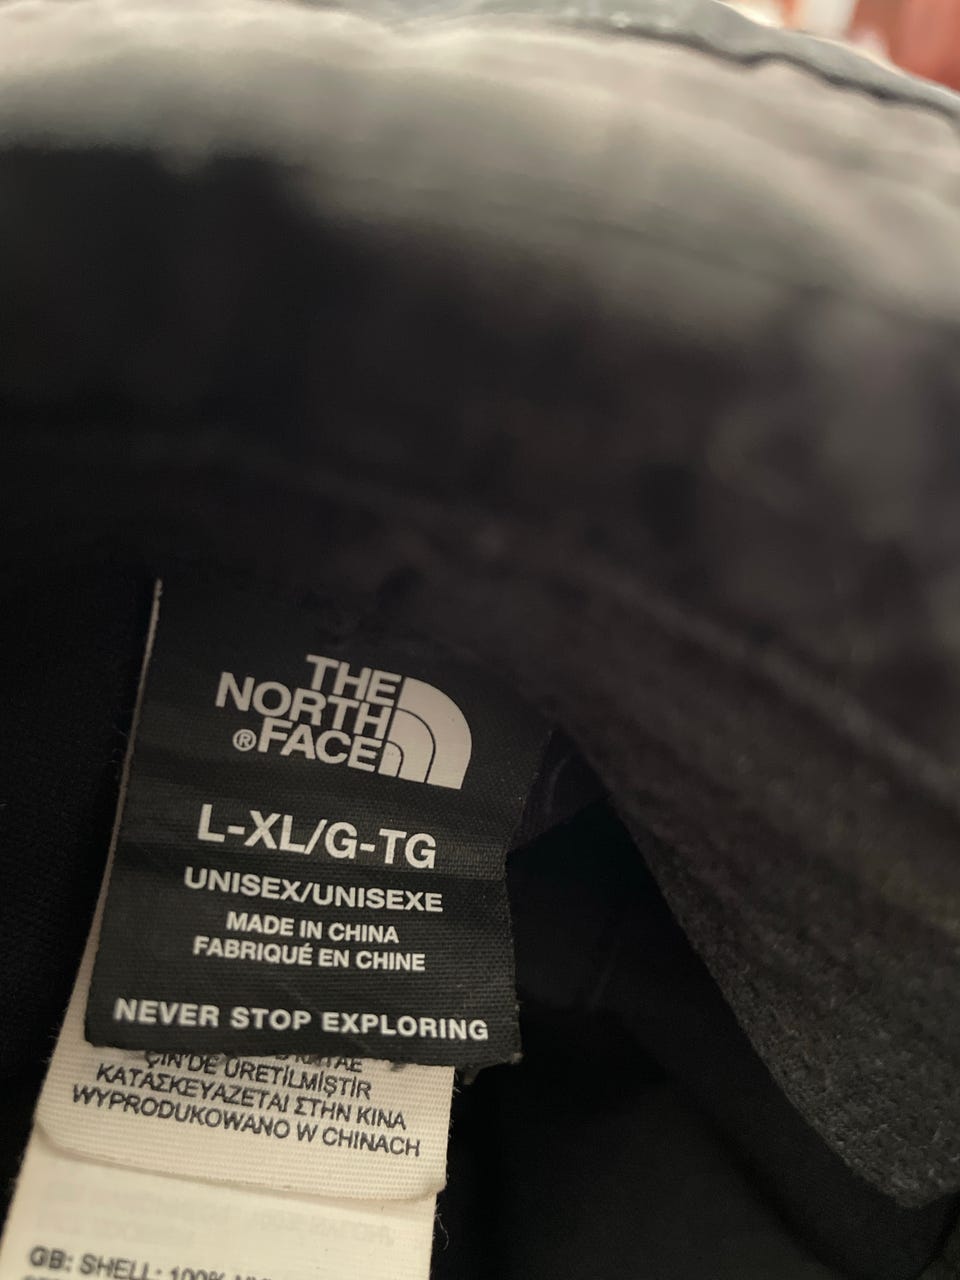 THE
NORTH
®FACE
L-XL/G-TG
UNISEX/UNISEXE
MADE IN CHINA
FABRIQUÉ EN CHINE
NEVER STOP EXPLORING
ÇİN'DE ÜRETİLMİŞTİR
ΚΑΤΑΣΚΕΥΑΖΕΤΑΙ ΣΤΗΝ ΚΙΝΑ
WYPRODUKOWANO W CHINACH
GB: SHELL: 100%